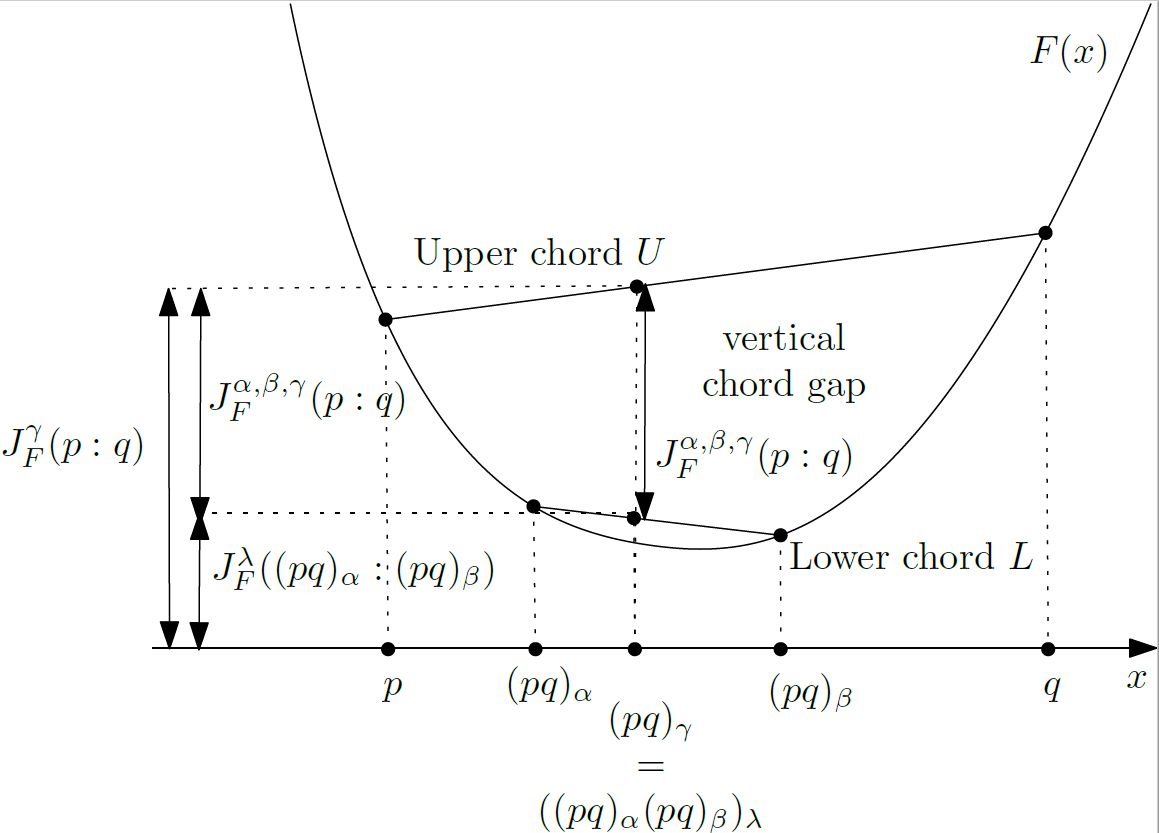 F(x)
Upper chord U
vertical
chord gap
J_F^{α,β,γ}(p : q)
J_F^γ(p : q)
J_F^{α,β,γ}(p : q)
J_F^λ((pq)_α : (pq)_β)
Lower chord L
p
(pq)_α
(pq)_β
q
x
(pq)_γ
=
((pq)_α(pq)_β)_λ